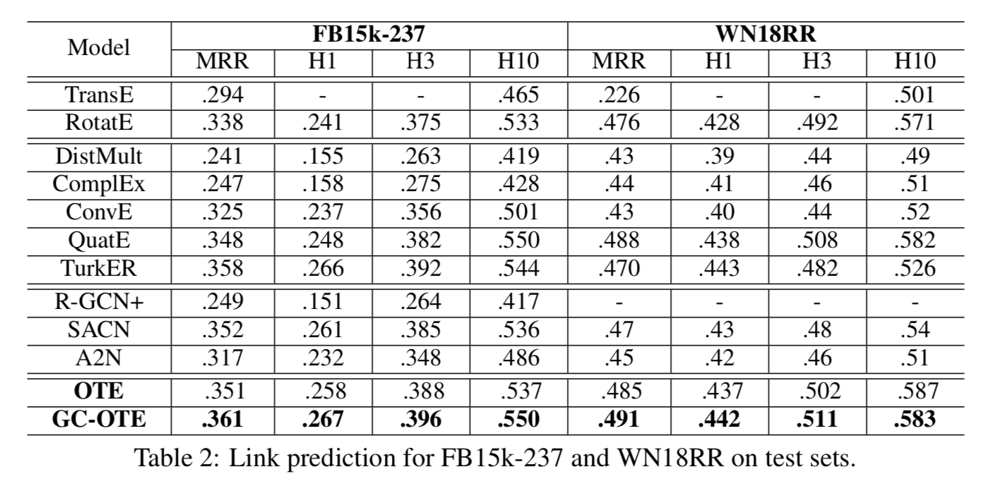 Model FB15k-237 WN18RR
MRR H1 H3 H10 MRR H1 H3 H10
TransE .294 - - .465 .226 - - .501
RotatE .338 .241 .375 .533 .476 .428 .492 .571
DistMult .241 .155 .263 .419 .43 .39 .44 .49
ComplEx .247 .158 .275 .428 .44 .41 .46 .51
ConvE .325 .237 .356 .501 .43 .40 .44 .52
QuatE .348 .248 .382 .550 .488 .438 .508 .582
TurkER .358 .266 .392 .544 .470 .443 .482 .526
R-GCN+ .249 .151 .264 .417 - - - -
SACN .352 .261 .385 .536 .47 .43 .48 .54
A2N .317 .232 .348 .486 .45 .42 .46 .51
OTE .351 .258 .388 .537 .485 .437 .502 .587
GC-OTE .361 .267 .396 .550 .491 .442 .511 .583
Table 2: Link prediction for FB15k-237 and WN18RR on test sets.